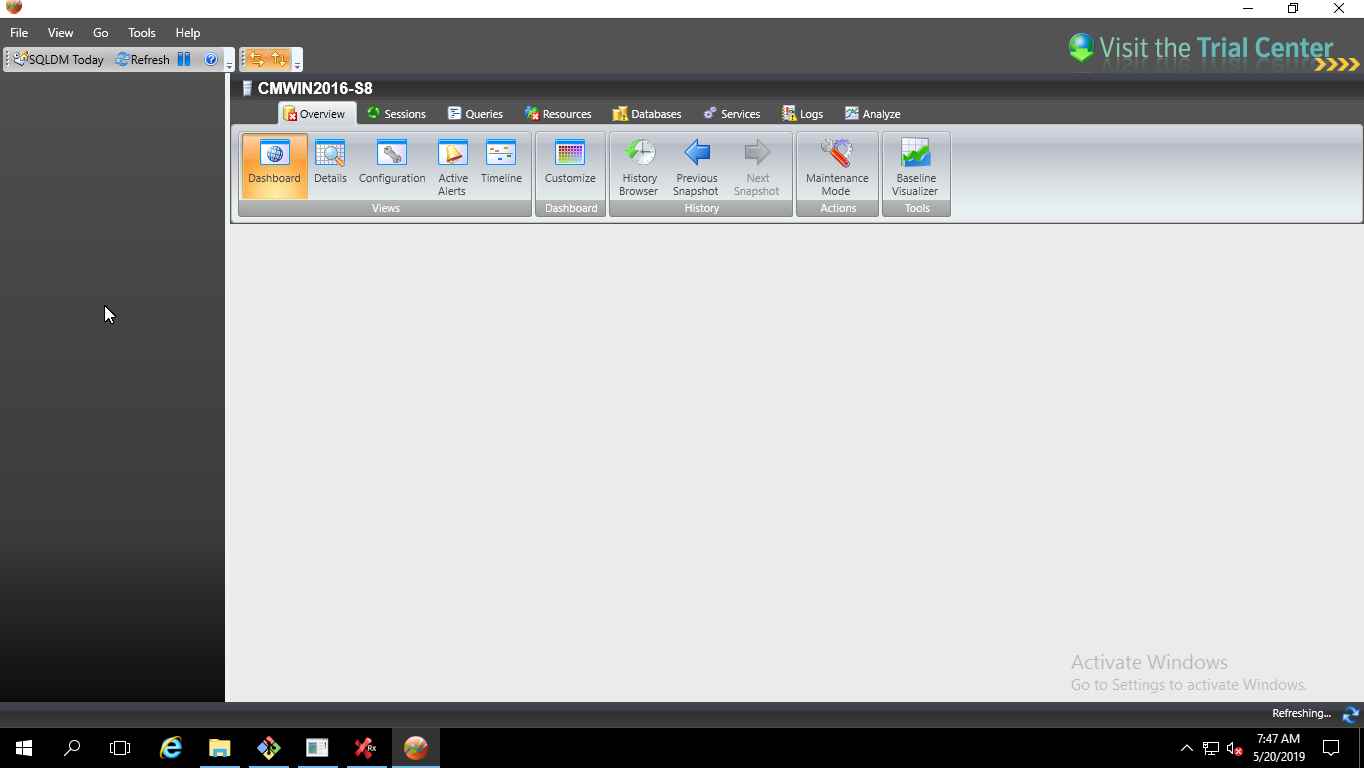 File View Go Tools Help
SQLDM Today Refresh
Visit the Trial Center
CMWIN2016-S8
Overview Sessions Queries Resources Databases Services Logs Analyze
Dashboard Details Configuration Active Alerts Timeline Customize History Browser Previous Snapshot Next Snapshot Maintenance Mode Baseline Visualizer
Views Dashboard History Actions Tools
Activate Windows
Go to Settings to activate Windows.
Refreshing...
Rx
7:47 AM
5/20/2019